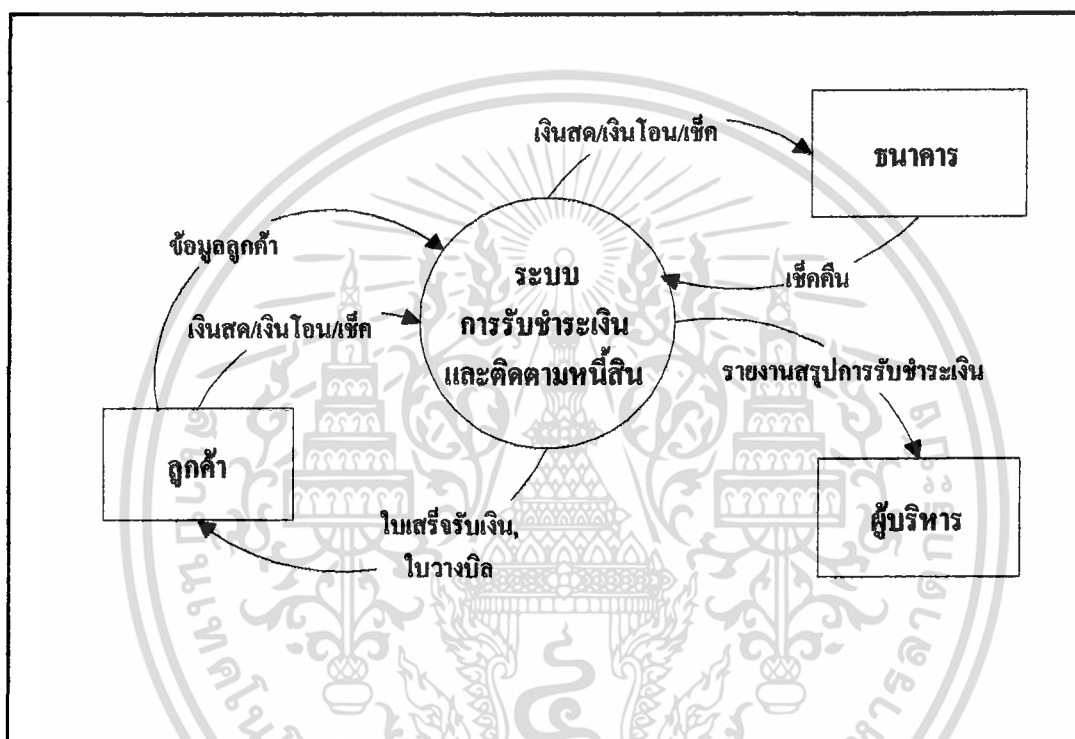 เงินสด/เงินโอน/เช็ค
ธนาคาร
ข้อมูลลูกค้า
เช็คคืน
ระบบ
การรับชำระเงิน
และติดตามหนี้สิน
เงินสด/เงินโอน/เช็ค
รายงานสรุปการรับชำระเงิน
ลูกค้า
ผู้บริหาร
ใบเสร็จรับเงิน,
ใบวางบิล